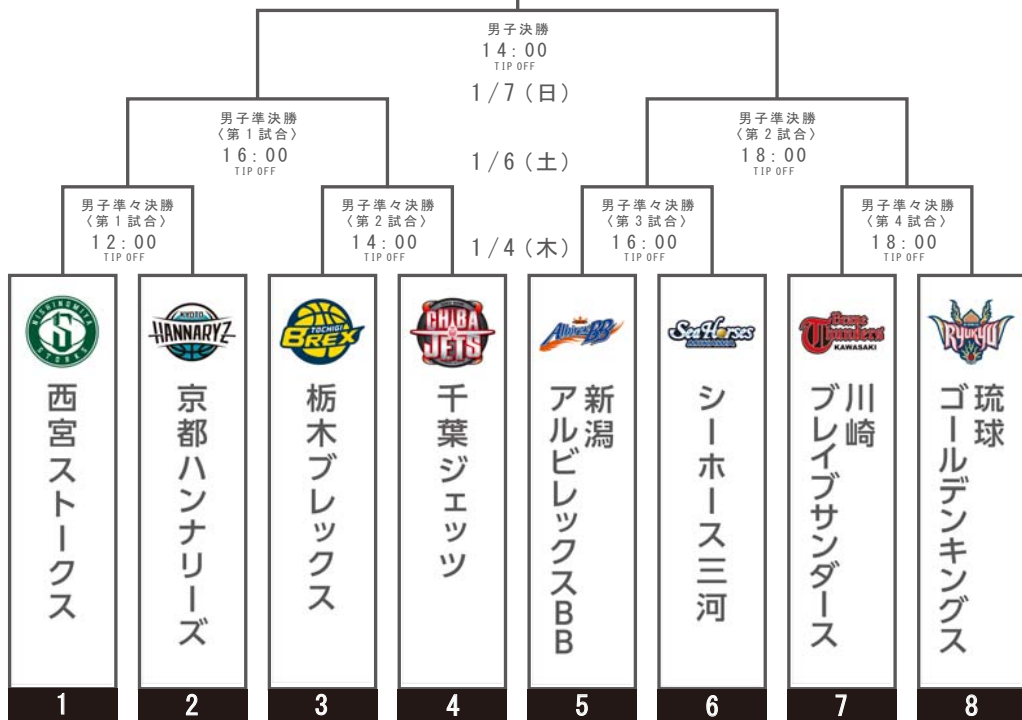 男子決勝
14:00
TIP OFF
1/7(日)
男子準決勝
〈第1試合〉
16:00
TIP OFF
1/6(土)
男子準決勝
〈第2試合〉
18:00
TIP OFF
男子準々決勝
〈第1試合〉
12:00
TIP OFF
男子準々決勝
〈第2試合〉
14:00
TIP OFF
1/4(木)
男子準々決勝
〈第3試合〉
16:00
TIP OFF
男子準々決勝
〈第4試合〉
18:00
TIP OFF
NISHINOMIYA
STORKS
西宮ストークス
1
KYOTO
HANNARYZ
京都ハンナリーズ
2
TOCHIGI
BREX
栃木ブレックス
3
CHIBA
JETS
千葉ジェッツ
4
AlbirexBB
新潟
アルビレックスBB
5
SeaHorses
シーホース三河
6
Brave
Thunders
KAWASAKI
川崎
ブレイブサンダース
7
RYUKYU
琉球
ゴールデンキングス
8